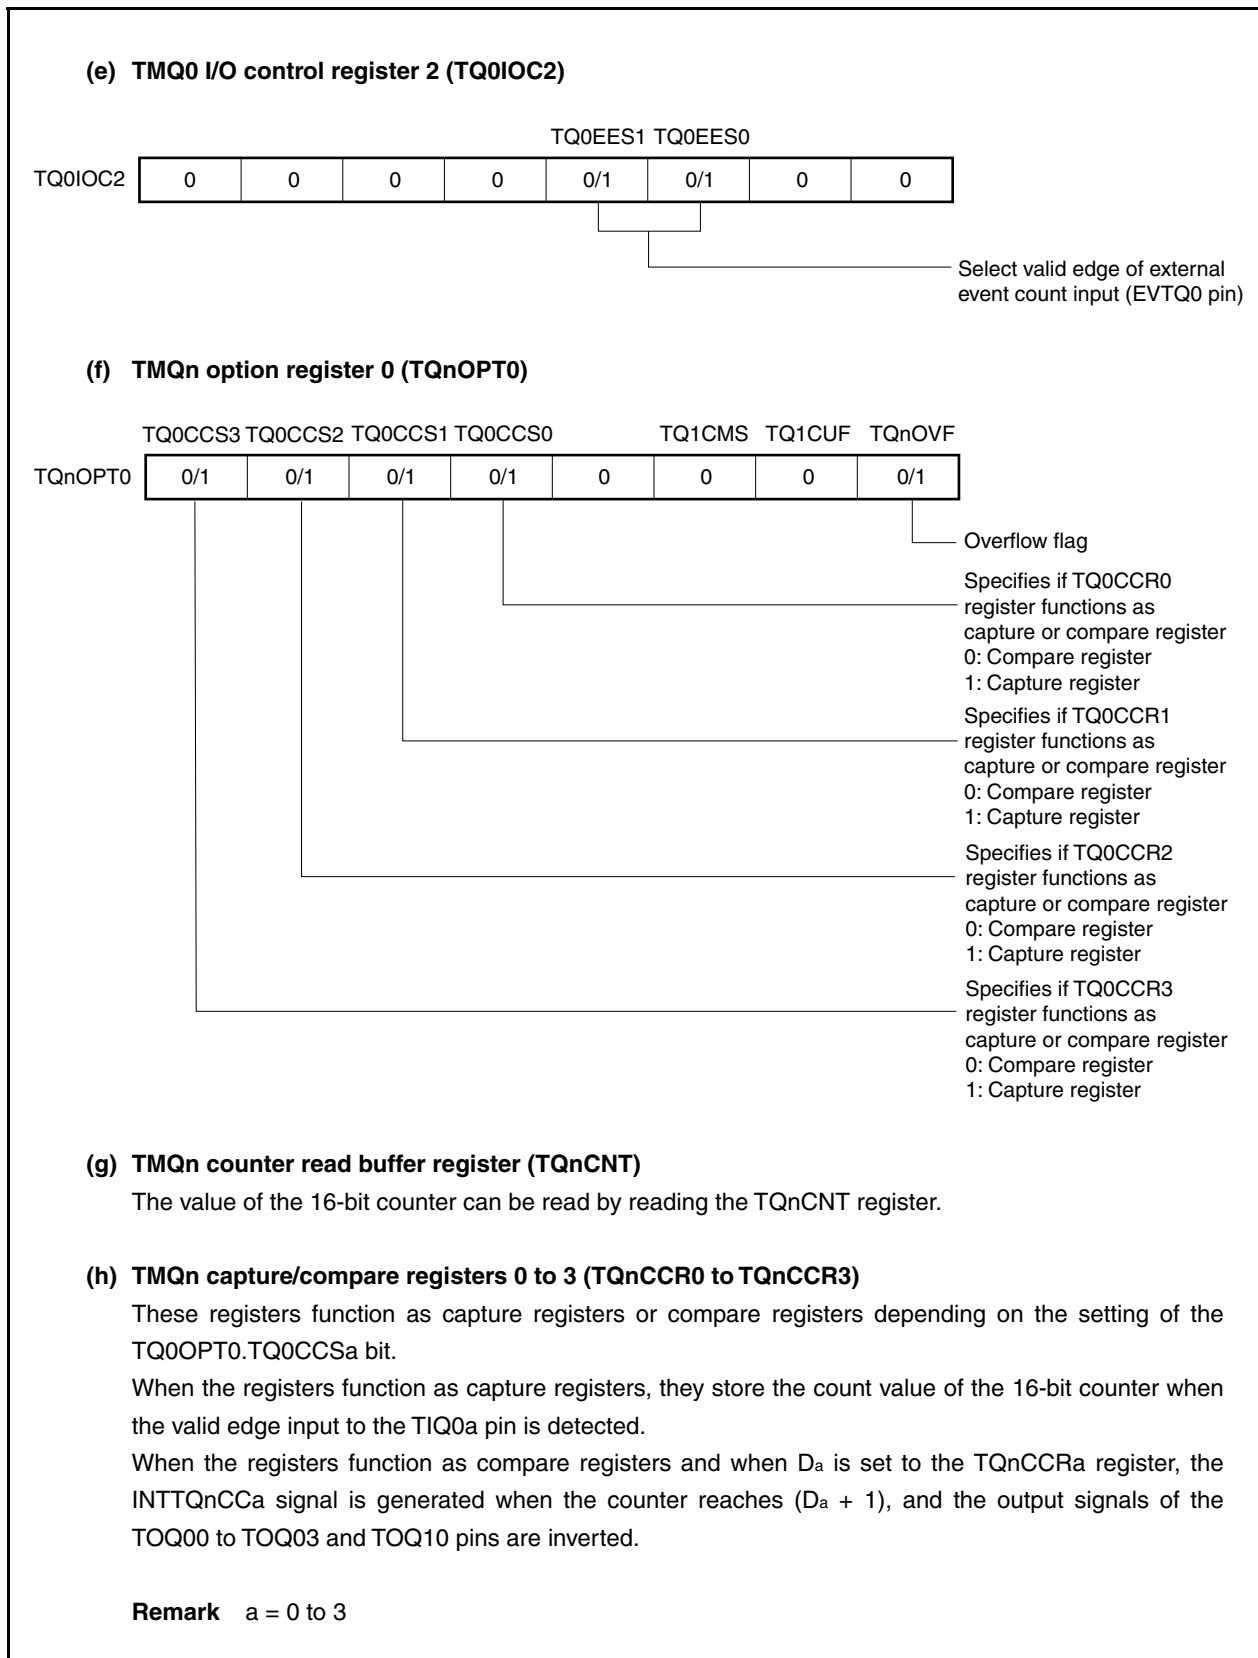 (e) TMQ0 I/O control register 2 (TQ0IOC2)
TQ0EES1 TQ0EES0
TQ0IOC2 0 0 0 0 0/1 0/1 0 0
Select valid edge of external
event count input (EVTQ0 pin)
(f) TMQn option register 0 (TQnOPT0)
TQ0CCS3 TQ0CCS2 TQ0CCS1 TQ0CCS0 TQ1CMS TQ1CUF TQnOVF
TQnOPT0 0/1 0/1 0/1 0/1 0 0 0 0/1
Overflow flag
Specifies if TQ0CCR0
register functions as
capture or compare register
0: Compare register
1: Capture register
Specifies if TQ0CCR1
register functions as
capture or compare register
0: Compare register
1: Capture register
Specifies if TQ0CCR2
register functions as
capture or compare register
0: Compare register
1: Capture register
Specifies if TQ0CCR3
register functions as
capture or compare register
0: Compare register
1: Capture register
(g) TMQn counter read buffer register (TQnCNT)
The value of the 16-bit counter can be read by reading the TQnCNT register.
(h) TMQn capture/compare registers 0 to 3 (TQnCCR0 to TQnCCR3)
These registers function as capture registers or compare registers depending on the setting of the
TQ0OPT0.TQ0CCSa bit.
When the registers function as capture registers, they store the count value of the 16-bit counter when
the valid edge input to the TIQ0a pin is detected.
When the registers function as compare registers and when Da is set to the TQnCCRa register, the
INTTQnCCa signal is generated when the counter reaches (Da + 1), and the output signals of the
TOQ00 to TOQ03 and TOQ10 pins are inverted.
Remark a = 0 to 3